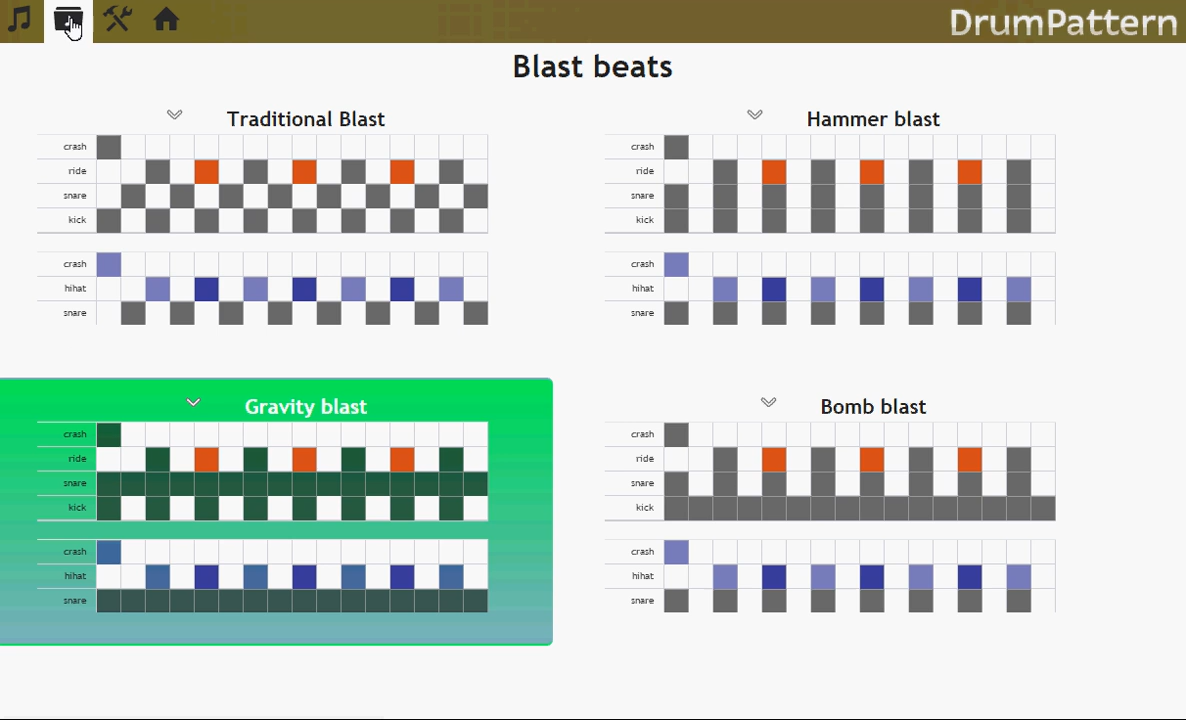 DrumPattern
Blast beats
Traditional Blast
crash
ride
snare
kick
crash
hihat
snare
Hammer blast
crash
ride
snare
kick
crash
hihat
snare
Gravity blast
crash
ride
snare
kick
crash
hihat
snare
Bomb blast
crash
ride
snare
kick
crash
hihat
snare